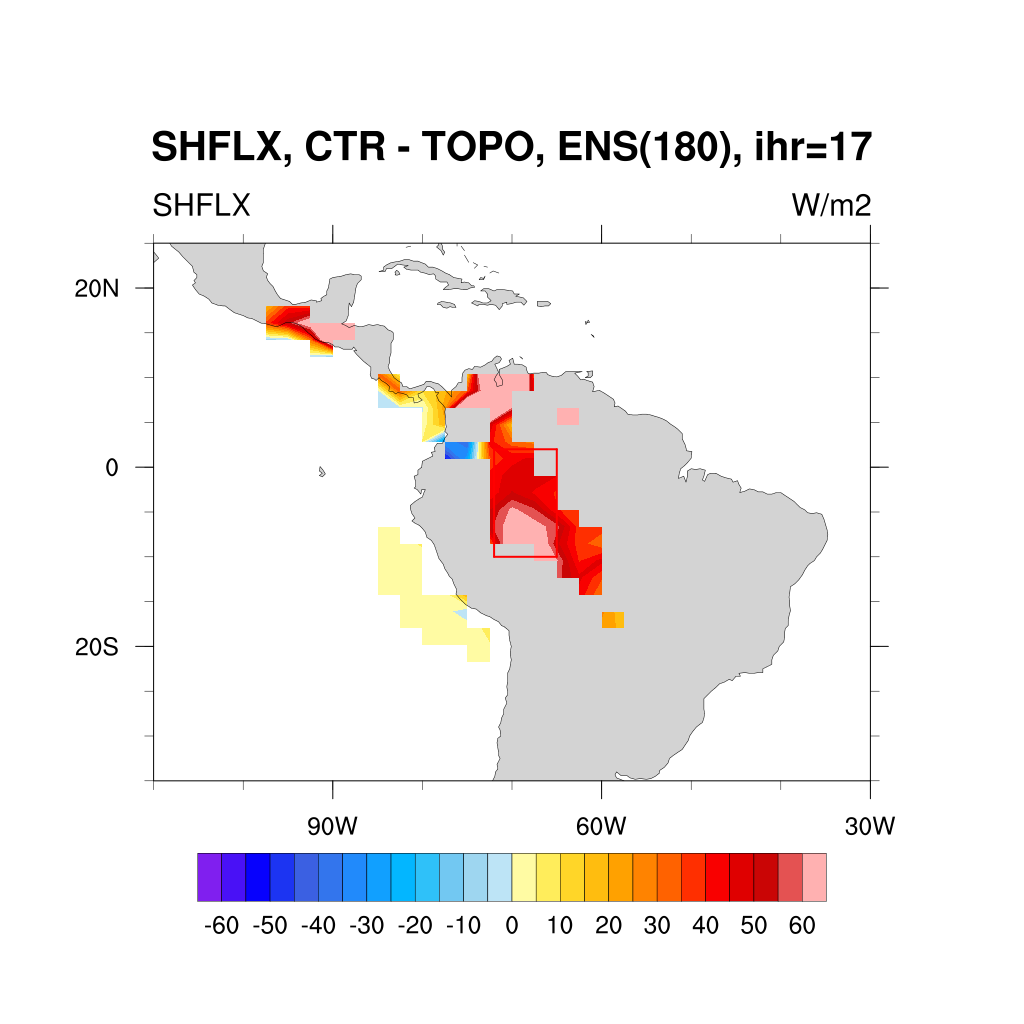 SHFLX, CTR - TOPO, ENS(180), ihr=17
SHFLX W/m2
20N
0
20S
90W 60W 30W
-60 -50 -40 -30 -20 -10 0 10 20 30 40 50 60